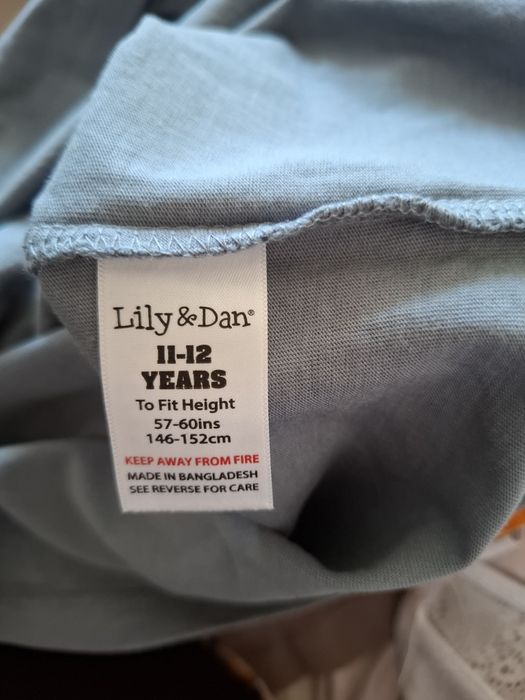 Lily & Dan®
11-12
YEARS
To Fit Height
57-60ins
146-152cm
KEEP AWAY FROM FIRE
MADE IN BANGLADESH
SEE REVERSE FOR CARE